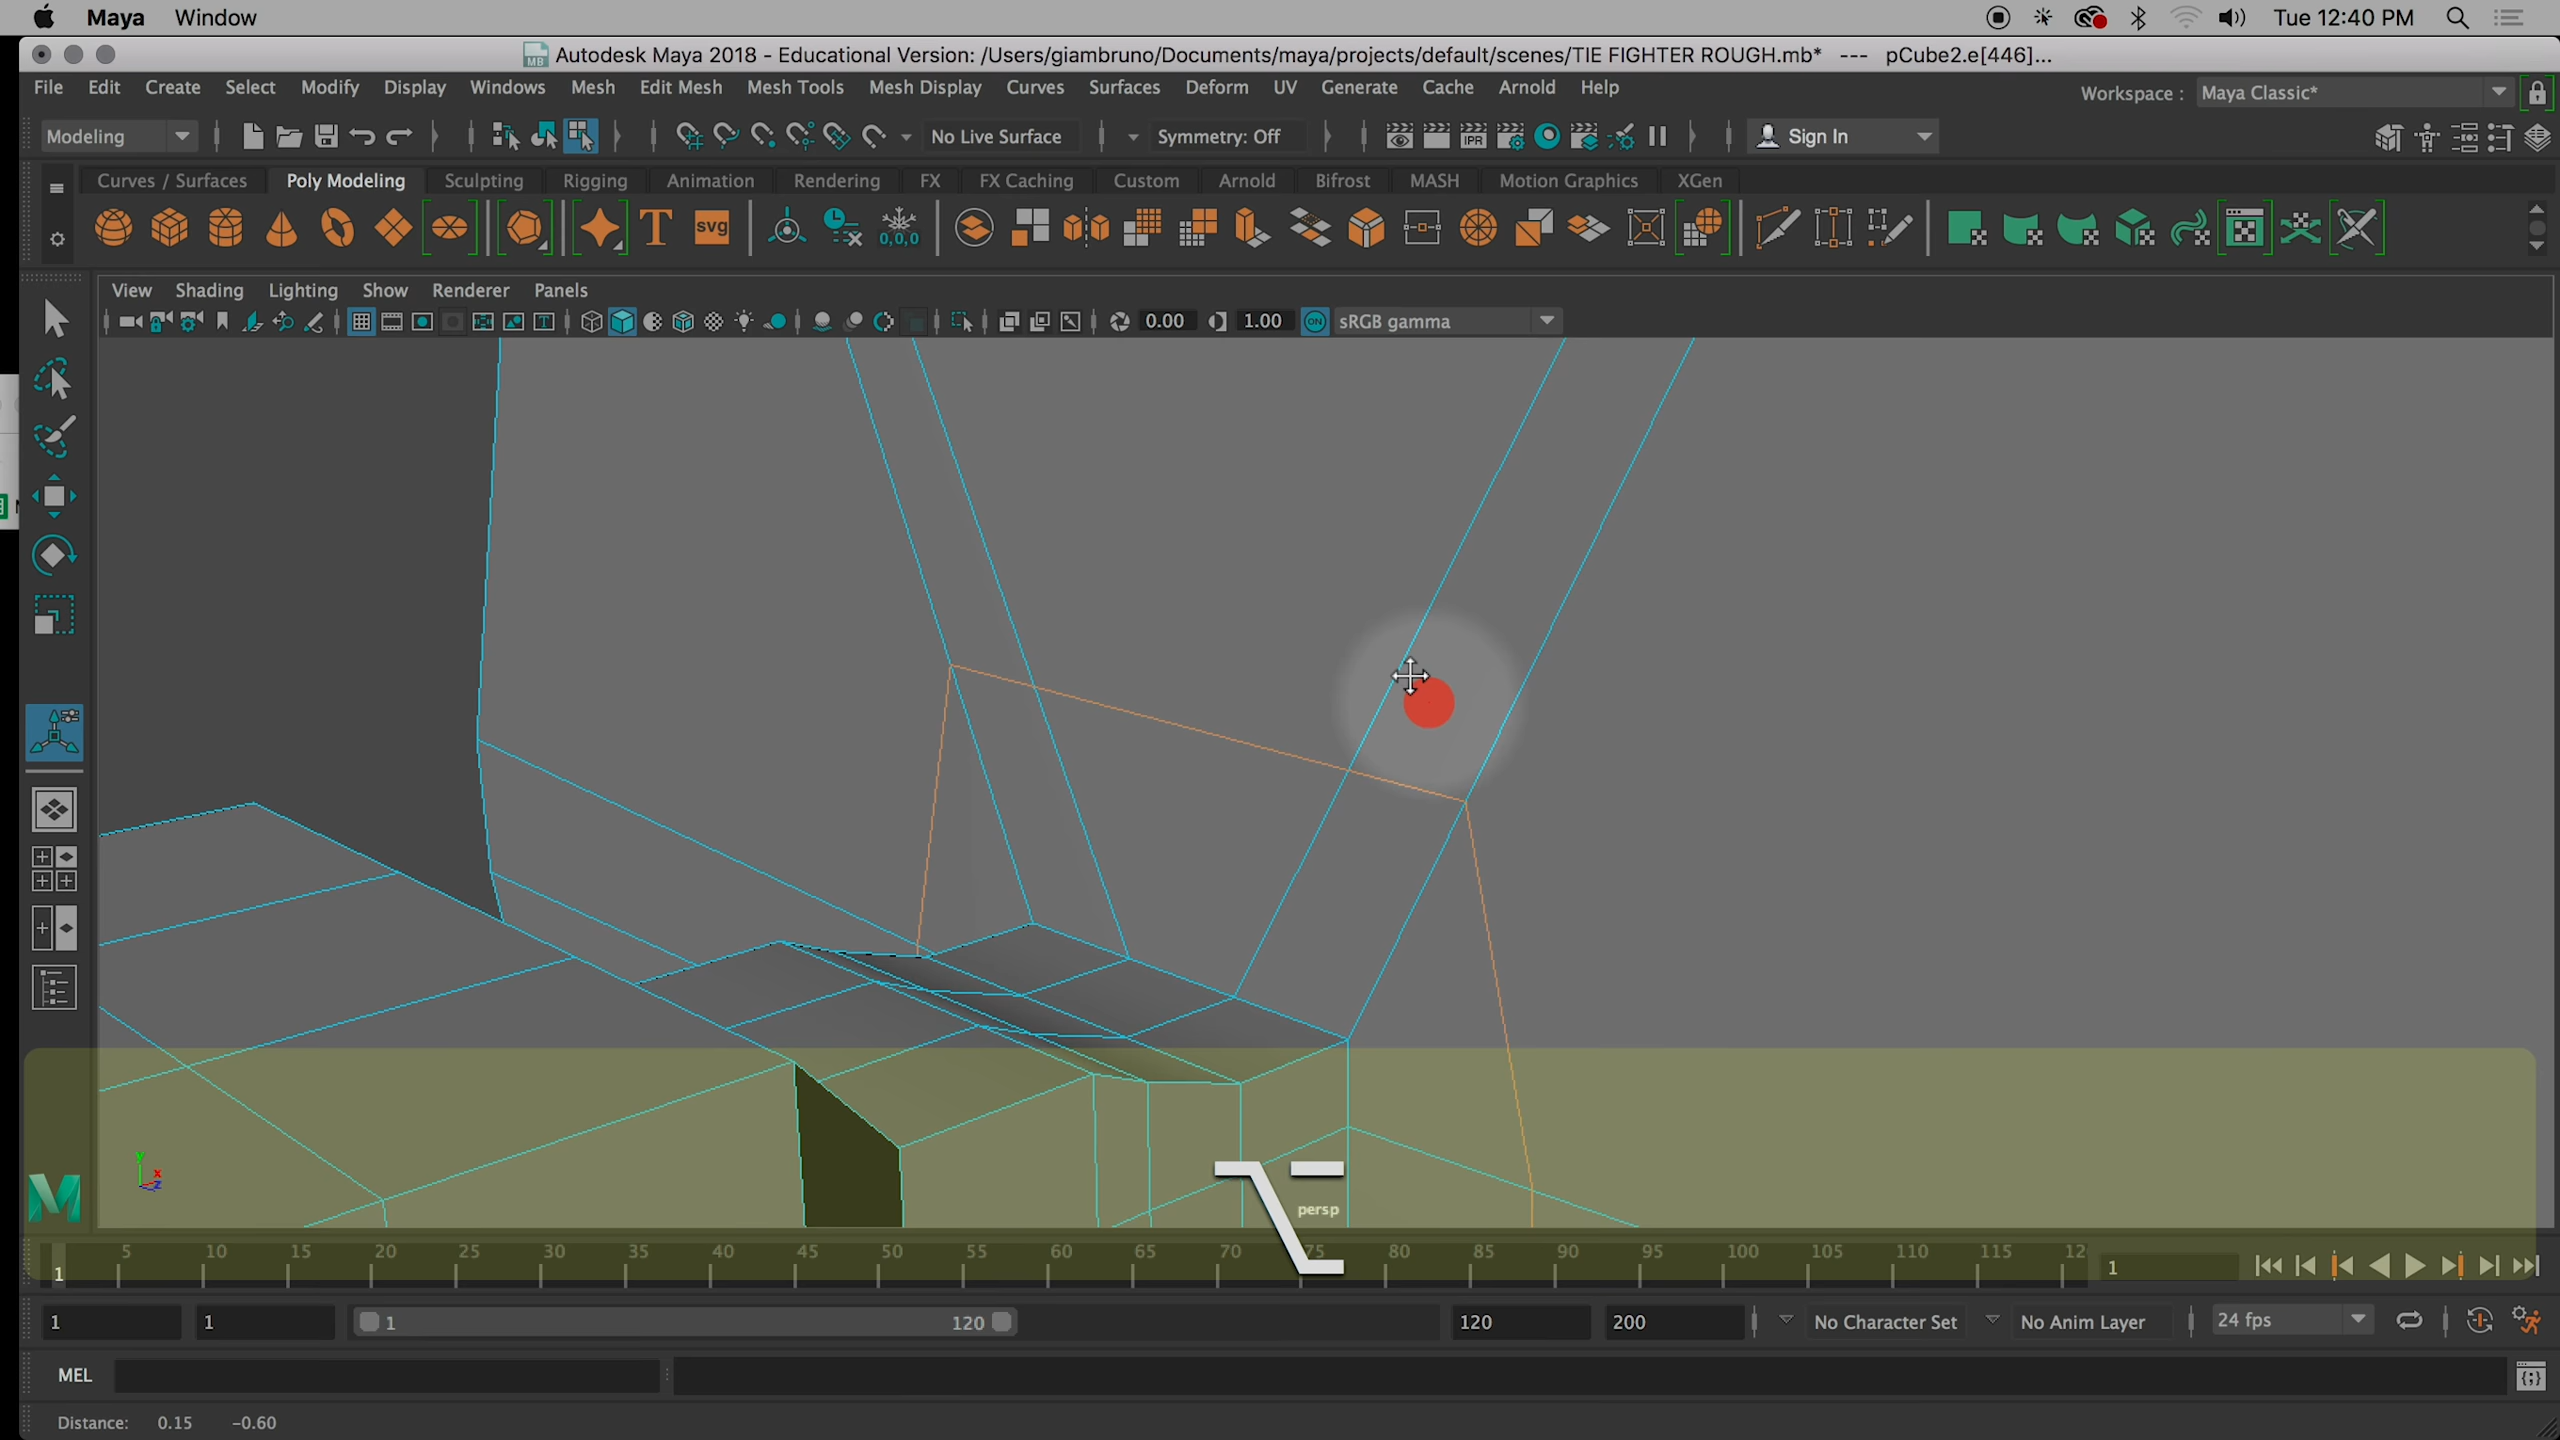 Maya Window Tue 12:40 PM
MB Autodesk Maya 2018 - Educational Version: /Users/giambruno/Documents/maya/projects/default/scenes/TIE FIGHTER ROUGH.mb* --- pCube2.e[446]...
File Edit Create Select Modify Display Windows Mesh Edit Mesh Mesh Tools Mesh Display Curves Surfaces Deform UV Generate Cache Arnold Help Workspace : Maya Classic*
Modeling No Live Surface Symmetry: Off IPR Sign In
Curves / Surfaces Poly Modeling Sculpting Rigging Animation Rendering FX FX Caching Custom Arnold Bifrost MASH Motion Graphics XGen
T svg 0,0,0
View Shading Lighting Show Renderer Panels
T 0.00 1.00 ON sRGB gamma
y
x
z
persp
5 10 15 20 25 30 35 40 45 50 55 60 65 70 75 80 85 90 95 100 105 110 115 12
1 1
1 1 1 120 120 200 No Character Set No Anim Layer 24 fps
MEL
Distance: 0.15 -0.60